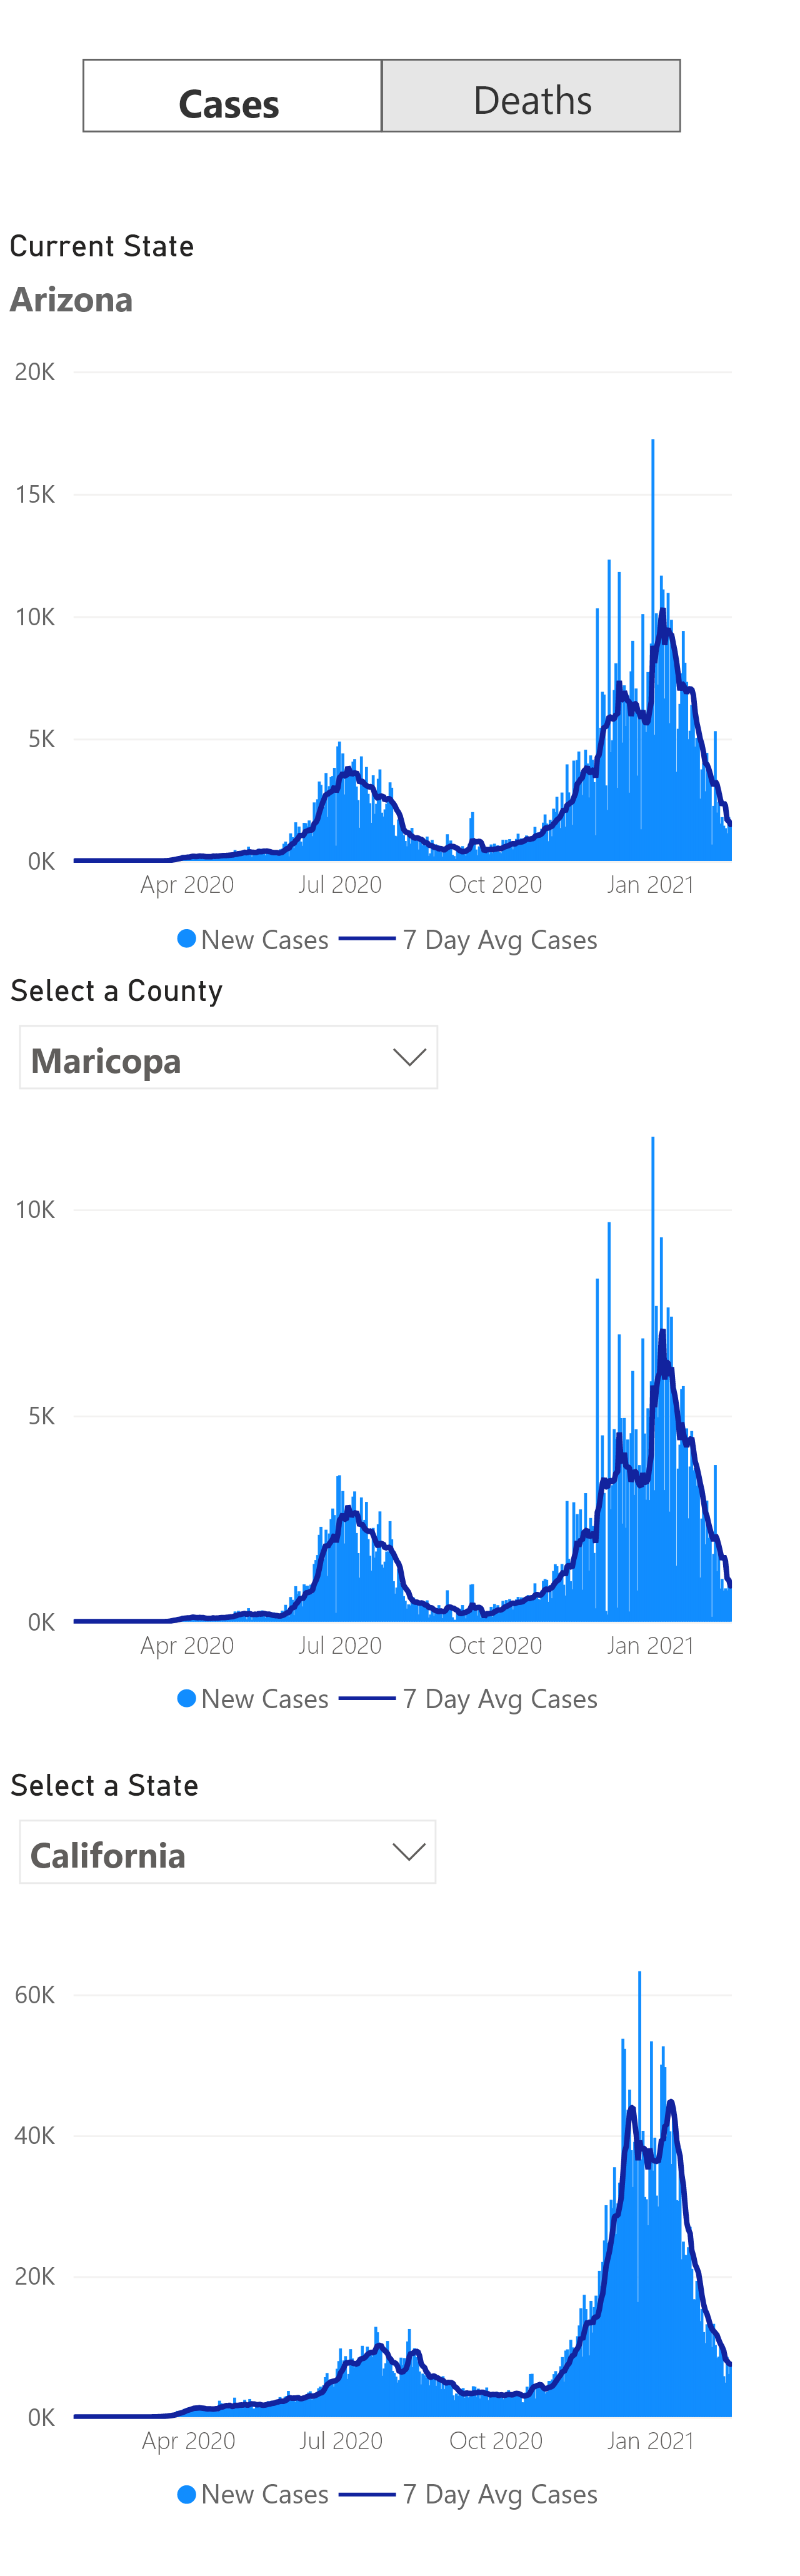 Cases Deaths
Current State
Arizona
20K
15K
10K
5K
0K
Apr 2020 Jul 2020 Oct 2020 Jan 2021
New Cases 7 Day Avg Cases
Select a County
Maricopa
10K
5K
0K
Apr 2020 Jul 2020 Oct 2020 Jan 2021
New Cases 7 Day Avg Cases
Select a State
California
60K
40K
20K
0K
Apr 2020 Jul 2020 Oct 2020 Jan 2021
New Cases 7 Day Avg Cases